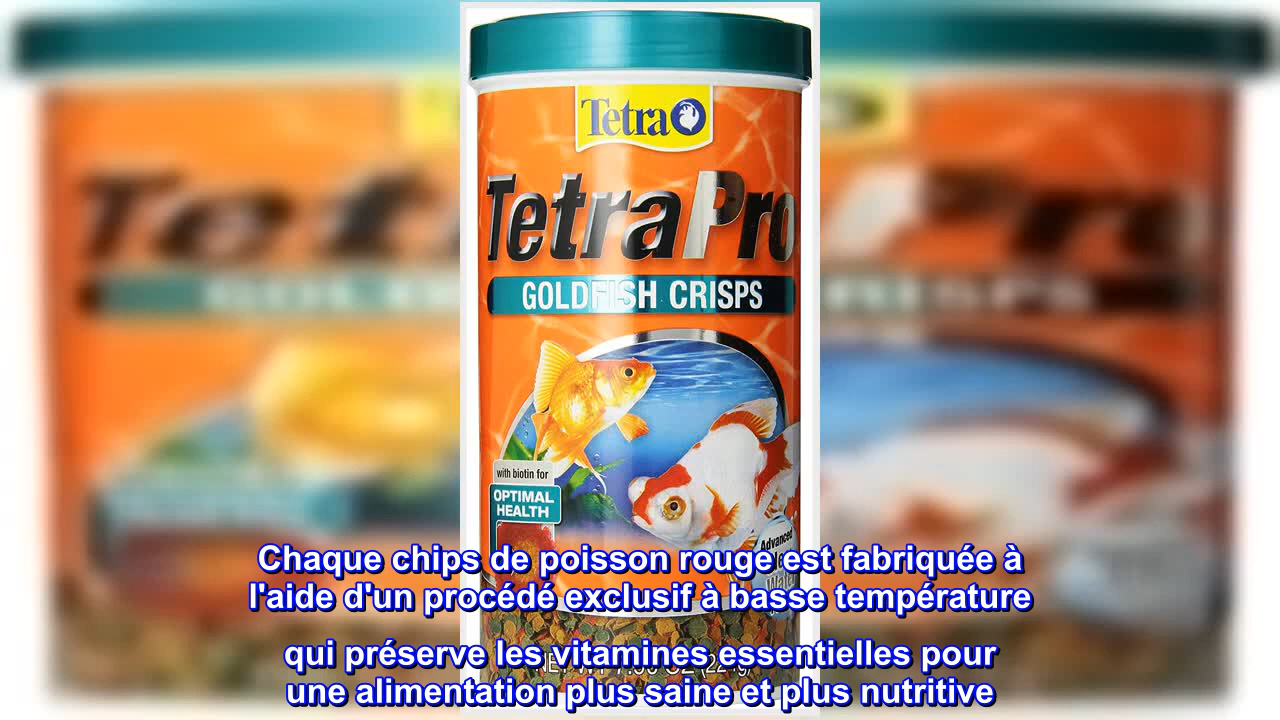 Tetra
TetraPro
GOLDFISH CRISPS
with biotin for
OPTIMAL
HEALTH
Advanced
Chaque chips de poisson rouge est fabriquée à
l'aide d'un procédé exclusif à basse température
qui préserve les vitamines essentielles pour
une alimentation plus saine et plus nutritive